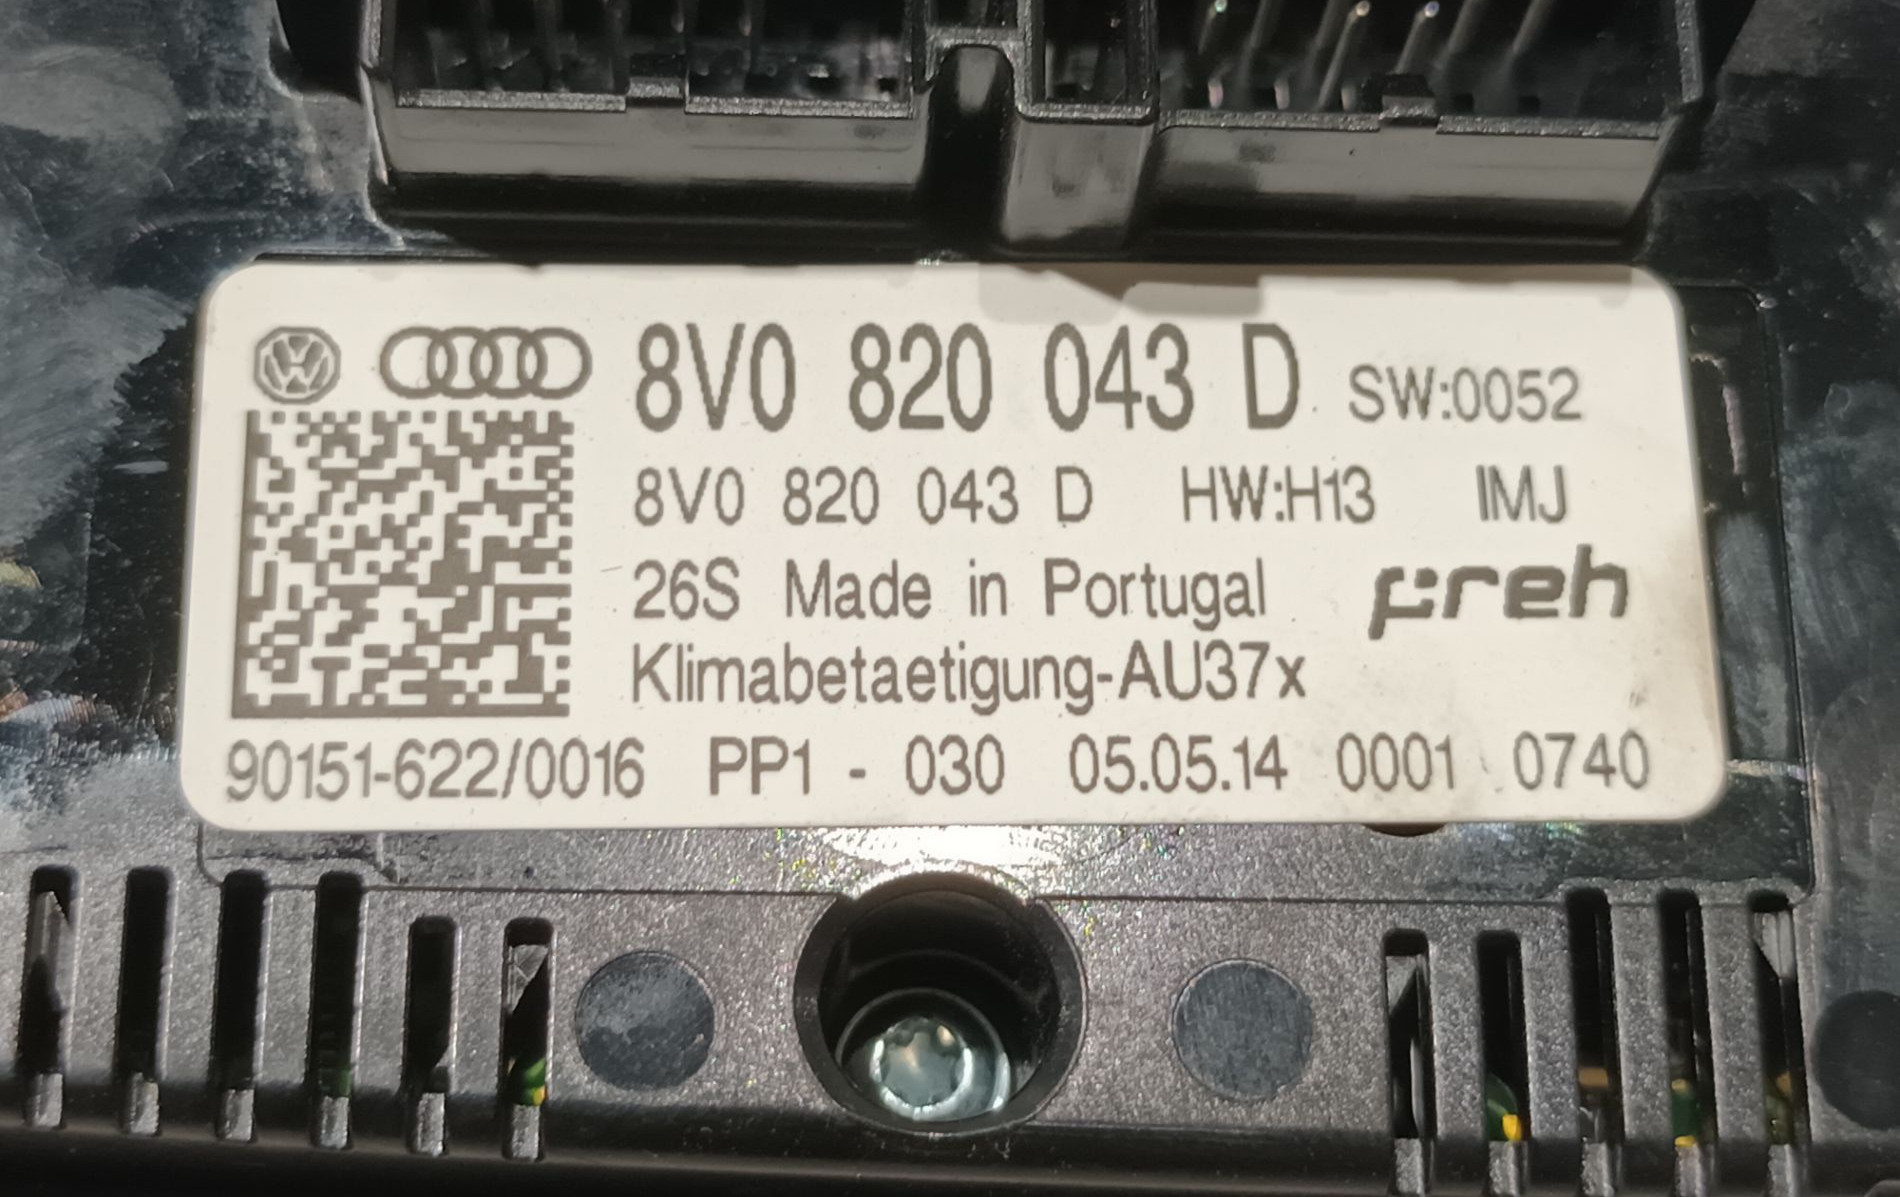 8V0 820 043 D SW:0052
8V0 820 043 D HW:H13 IMJ
26S Made in Portugal preh
Klimabetaetigung-AU37x
90151-622/0016 PP1 - 030 05.05.14 0001 0740